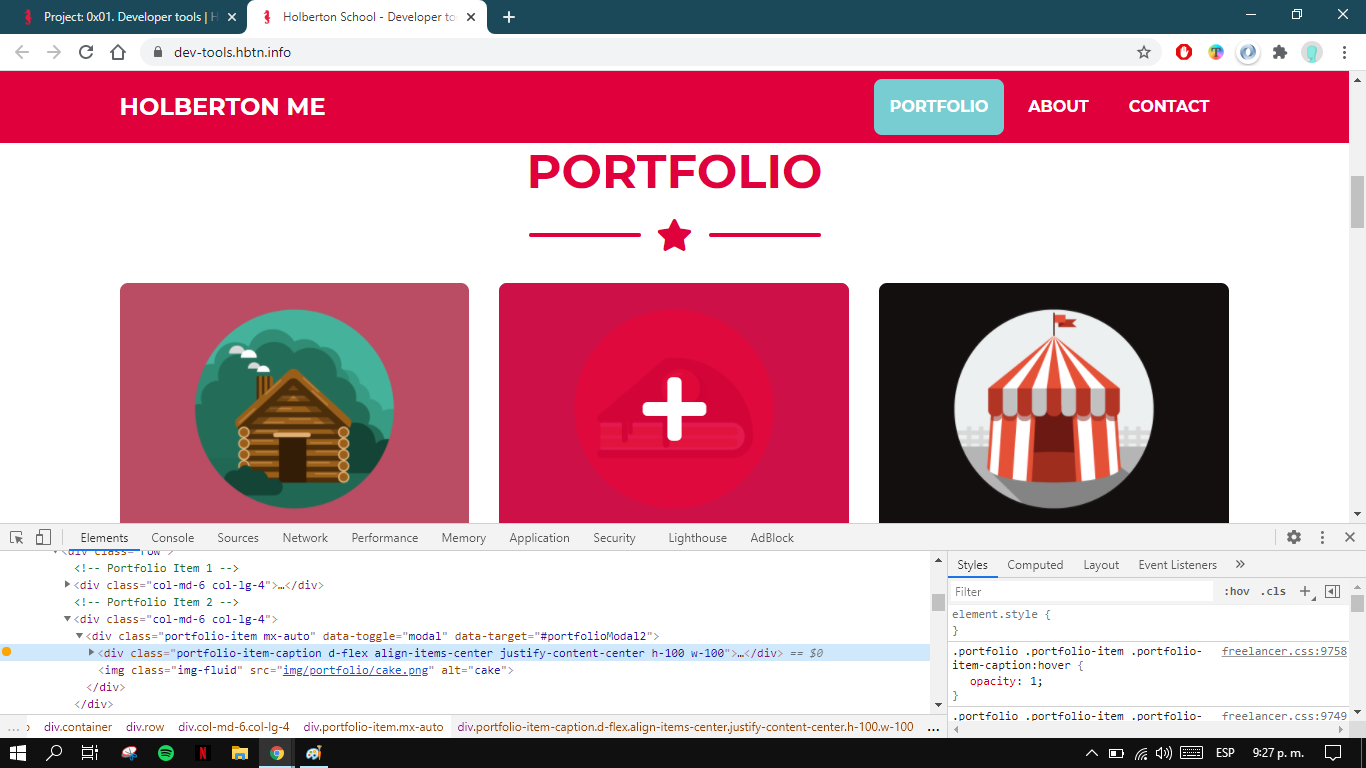 Project: 0x01. Developer tools | H
Holberton School - Developer to
dev-tools.hbtn.info
HOLBERTON ME
PORTFOLIO
ABOUT
CONTACT
PORTFOLIO
Elements
Console
Sources
Network
Performance
Memory
Application
Security
Lighthouse
AdBlock
<div class="row">
<!-- Portfolio Item 1 -->
<div class="col-md-6 col-lg-4">…</div>
<!-- Portfolio Item 2 -->
<div class="col-md-6 col-lg-4">
<div class="portfolio-item mx-auto" data-toggle="modal" data-target="#portfolioModal2">
<div class="portfolio-item-caption d-flex align-items-center justify-content-center h-100 w-100">…</div> == $0
<img class="img-fluid" src="img/portfolio/cake.png" alt="cake">
</div>
</div>
... div.container div.row div.col-md-6.col-lg-4 div.portfolio-item.mx-auto div.portfolio-item-caption.d-flex.align-items-center.justify-content-center.h-100.w-100 ...
Styles
Computed
Layout
Event Listeners
»
Filter
:hov .cls +
element.style {
}
.portfolio .portfolio-item .portfolio- freelancer.css:9758
item-caption:hover {
opacity: 1;
}
.portfolio .portfolio-item .portfolio- freelancer.css:9749
ESP
9:27 p. m.